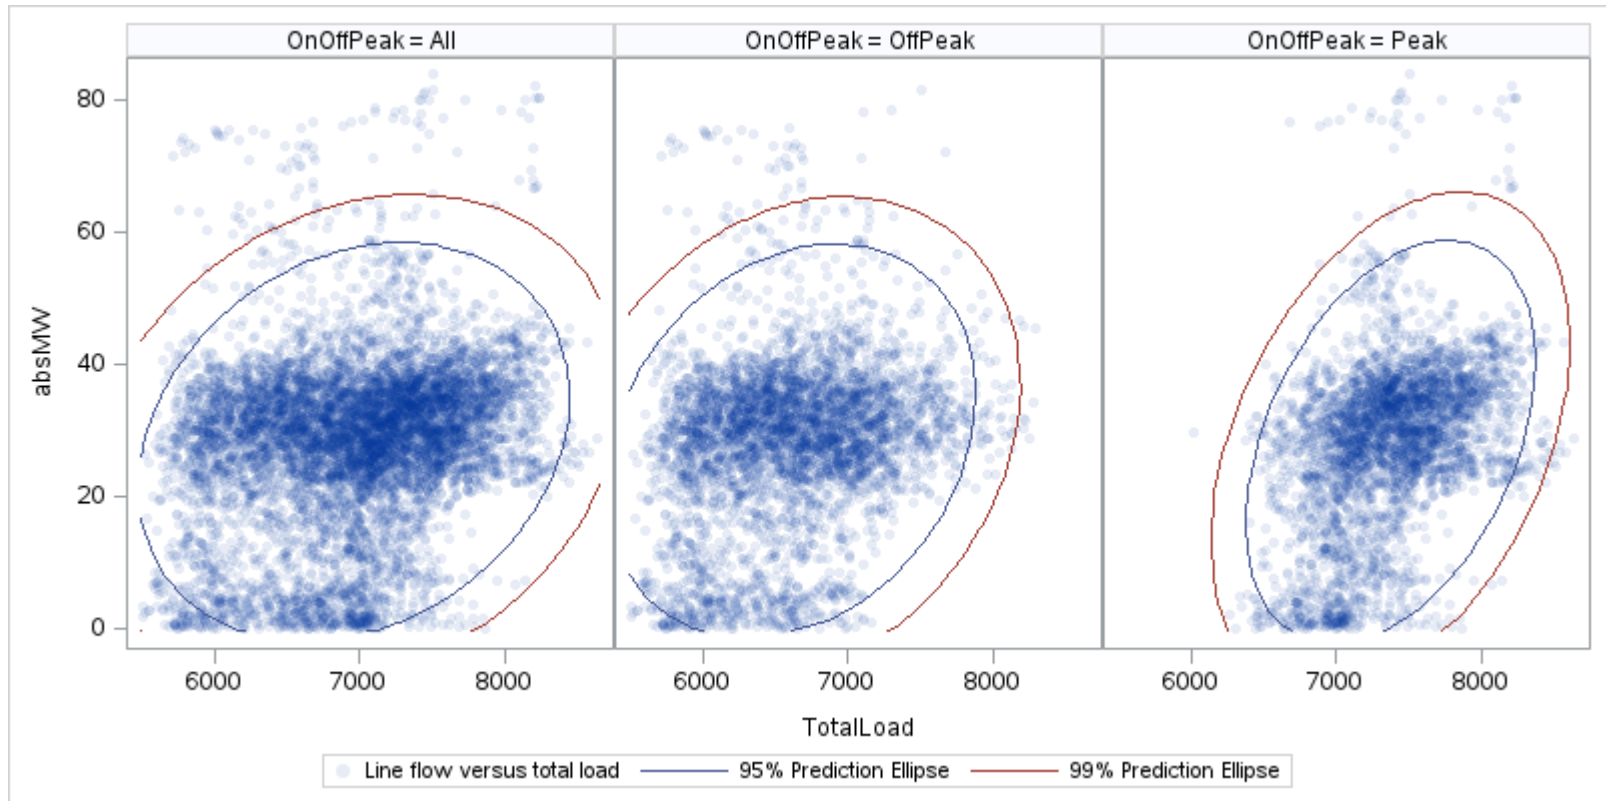 OnOffPeak = All
OnOffPeak = OffPeak
OnOffPeak = Peak
80
60
40
20
0
absMW
6000 7000 8000
6000 7000 8000
6000 7000 8000
TotalLoad
Line flow versus total load
95% Prediction Ellipse
99% Prediction Ellipse